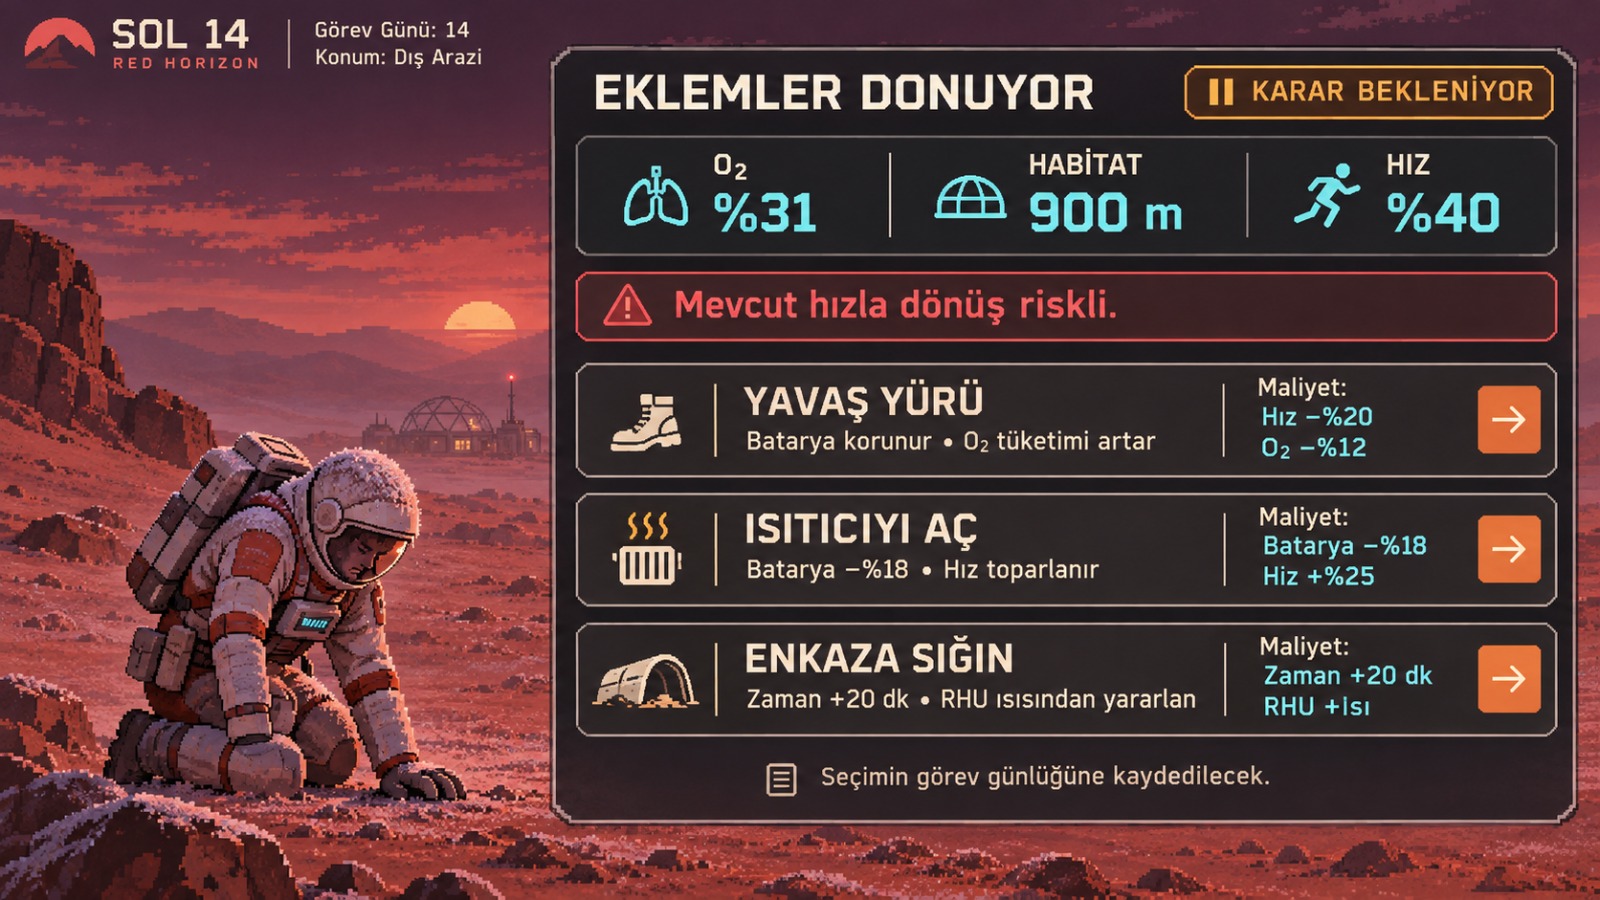 SOL 14
RED HORIZON
Görev Günü: 14
Konum: Dış Arazi
EKLEMLER DONUYOR
KARAR BEKLENİYOR
O₂
%31
HABİTAT
900 m
HIZ
%40
Mevcut hızla dönüş riskli.
YAVAŞ YÜRÜ
Batarya korunur • O₂ tüketimi artar
Maliyet:
Hız –%20
O₂ –%12
ISITICIYI AÇ
Batarya –%18 • Hız toparlanır
Maliyet:
Batarya –%18
Hiz +%25
ENKAZA SIĞIN
Zaman +20 dk • RHU ısısından yararlan
Maliyet:
Zaman +20 dk
RHU +Isı
Seçimin görev günlüğüne kaydedilecek.